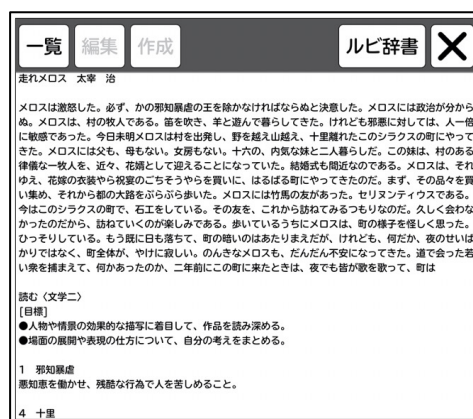 一覧 編集 作成 ルビ辞書
走れメロス 太宰 治
メロスは激怒した。必ず、かの邪知暴虐の王を除かなければならぬと決意した。メロスには政治が分から
ぬ。メロスは、村の牧人である。笛を吹き、羊と遊んで暮らしてきた。けれども邪悪に対しては、人一倍
に敏感であった。今日未明メロスは村を出発し、野を越え山越え、十里離れたこのシラクスの町にやって
きた。メロスには父も、母もない。女房もない。十六の、内気な妹と二人暮らしだ。この妹は、村のある
律儀な一牧人を、近々、花婿として迎えることになっていた。結婚式も間近なのである。メロスは、それ
ゆえ、花嫁の衣装やら祝宴のごちそうやらを買いに、はるばる町にやってきたのだ。まず、その品々を買
い集め、それから都の大路をぶらぶら歩いた。メロスには竹馬の友があった。セリヌンティウスである。
今はこのシラクスの町で、石工をしている。その友を、これから訪ねてみるつもりなのだ。久しく会わな
かったのだから、訪ねていくのが楽しみである。歩いているうちにメロスは、町の様子を怪しく思った。
ひっそりしている。もう既に日も落ちて、町の暗いのはあたりまえだが、けれども、何だか、夜のせいば
かりではなく、町全体が、やけに寂しい。のんきなメロスも、だんだん不安になってきた。道で会った若
い衆を捕まえて、何かあったのか、二年前にこの町に来たときは、夜でも皆が歌を歌って、町は
読む〈文学二〉
[目標]
●人物や情景の効果的な描写に着目して、作品を読み深める。
●場面の展開や表現の仕方について、自分の考えをまとめる。
1 邪知暴虐
悪知恵を働かせ、残酷な行為で人を苦しめること。
4 十里